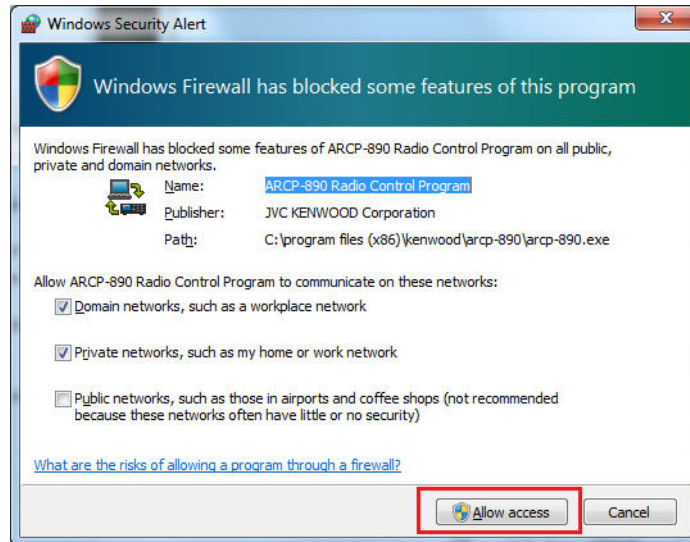 Windows Security Alert
Windows Firewall has blocked some features of this program
Windows Firewall has blocked some features of ARCP-890 Radio Control Program on all public,
private and domain networks.
Name: ARCP-890 Radio Control Program
Publisher: JVC KENWOOD Corporation
Path: C:\program files (x86)\kenwood\arcp-890\arcp-890.exe
Allow ARCP-890 Radio Control Program to communicate on these networks:
Domain networks, such as a workplace network
Private networks, such as my home or work network
Public networks, such as those in airports and coffee shops (not recommended
because these networks often have little or no security)
What are the risks of allowing a program through a firewall?
Allow access Cancel